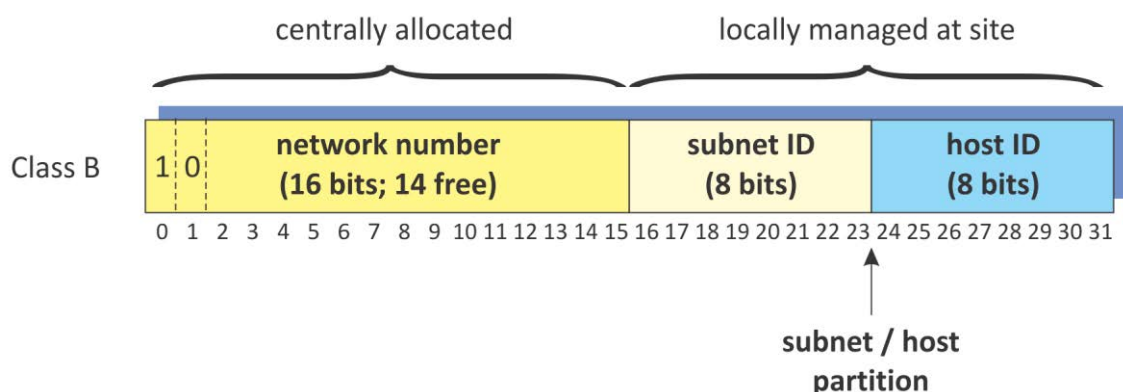 centrally allocated locally managed at site
Class B
1 0 network number subnet ID host ID
(16 bits; 14 free) (8 bits) (8 bits)
0 1 2 3 4 5 6 7 8 9 10 11 12 13 14 15 16 17 18 19 20 21 22 23 24 25 26 27 28 29 30 31
subnet / host
partition